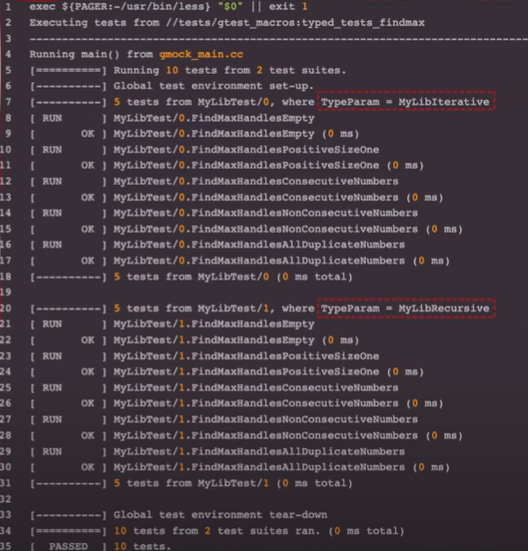 1 exec ${PAGER:-/usr/bin/less} "$0" || exit 1
2 Executing tests from //tests/gtest_macros:typed_tests_findmax
3 -----------------------------------------------------------------------------
4 Running main() from gmock_main.cc
5 [==========] Running 10 tests from 2 test suites.
6 [----------] Global test environment set-up.
7 [----------] 5 tests from MyLibTest/0, where TypeParam = MyLibIterative
8 [ RUN      ] MyLibTest/0.FindMaxHandlesEmpty
9 [       OK ] MyLibTest/0.FindMaxHandlesEmpty (0 ms)
10 [ RUN      ] MyLibTest/0.FindMaxHandlesPositiveSizeOne
11 [       OK ] MyLibTest/0.FindMaxHandlesPositiveSizeOne (0 ms)
12 [ RUN      ] MyLibTest/0.FindMaxHandlesConsecutiveNumbers
13 [       OK ] MyLibTest/0.FindMaxHandlesConsecutiveNumbers (0 ms)
14 [ RUN      ] MyLibTest/0.FindMaxHandlesNonConsecutiveNumbers
15 [       OK ] MyLibTest/0.FindMaxHandlesNonConsecutiveNumbers (0 ms)
16 [ RUN      ] MyLibTest/0.FindMaxHandlesAllDuplicateNumbers
17 [       OK ] MyLibTest/0.FindMaxHandlesAllDuplicateNumbers (0 ms)
18 [----------] 5 tests from MyLibTest/0 (0 ms total)
19
20 [----------] 5 tests from MyLibTest/1, where TypeParam = MyLibRecursive
21 [ RUN      ] MyLibTest/1.FindMaxHandlesEmpty
22 [       OK ] MyLibTest/1.FindMaxHandlesEmpty (0 ms)
23 [ RUN      ] MyLibTest/1.FindMaxHandlesPositiveSizeOne
24 [       OK ] MyLibTest/1.FindMaxHandlesPositiveSizeOne (0 ms)
25 [ RUN      ] MyLibTest/1.FindMaxHandlesConsecutiveNumbers
26 [       OK ] MyLibTest/1.FindMaxHandlesConsecutiveNumbers (0 ms)
27 [ RUN      ] MyLibTest/1.FindMaxHandlesNonConsecutiveNumbers
28 [       OK ] MyLibTest/1.FindMaxHandlesNonConsecutiveNumbers (0 ms)
29 [ RUN      ] MyLibTest/1.FindMaxHandlesAllDuplicateNumbers
30 [       OK ] MyLibTest/1.FindMaxHandlesAllDuplicateNumbers (0 ms)
31 [----------] 5 tests from MyLibTest/1 (0 ms total)
32
33 [----------] Global test environment tear-down
34 [==========] 10 tests from 2 test suites ran. (0 ms total)
35 [  PASSED  ] 10 tests.